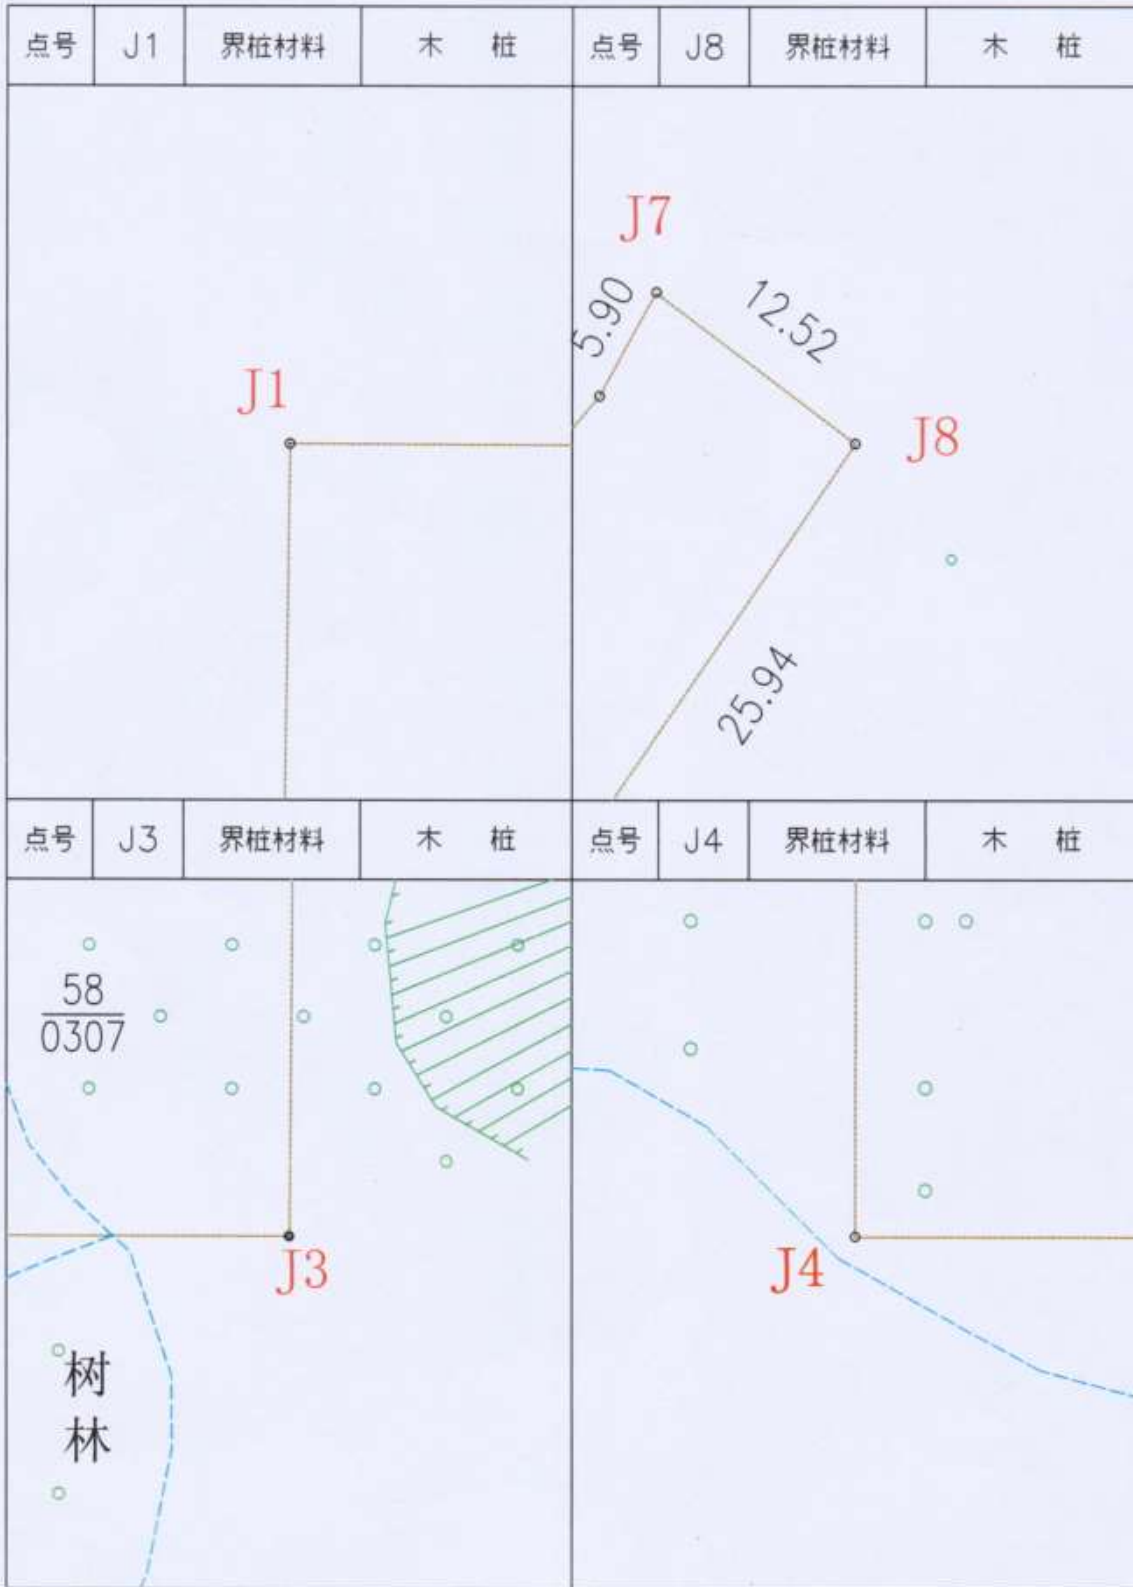 点号 J1 界桩材料 木 桩 点号 J8 界桩材料 木 桩
J1
J7
5.90
12.52
J8
25.94
点号 J3 界桩材料 木 桩 点号 J4 界桩材料 木 桩
58
0307
J3
树
林
J4